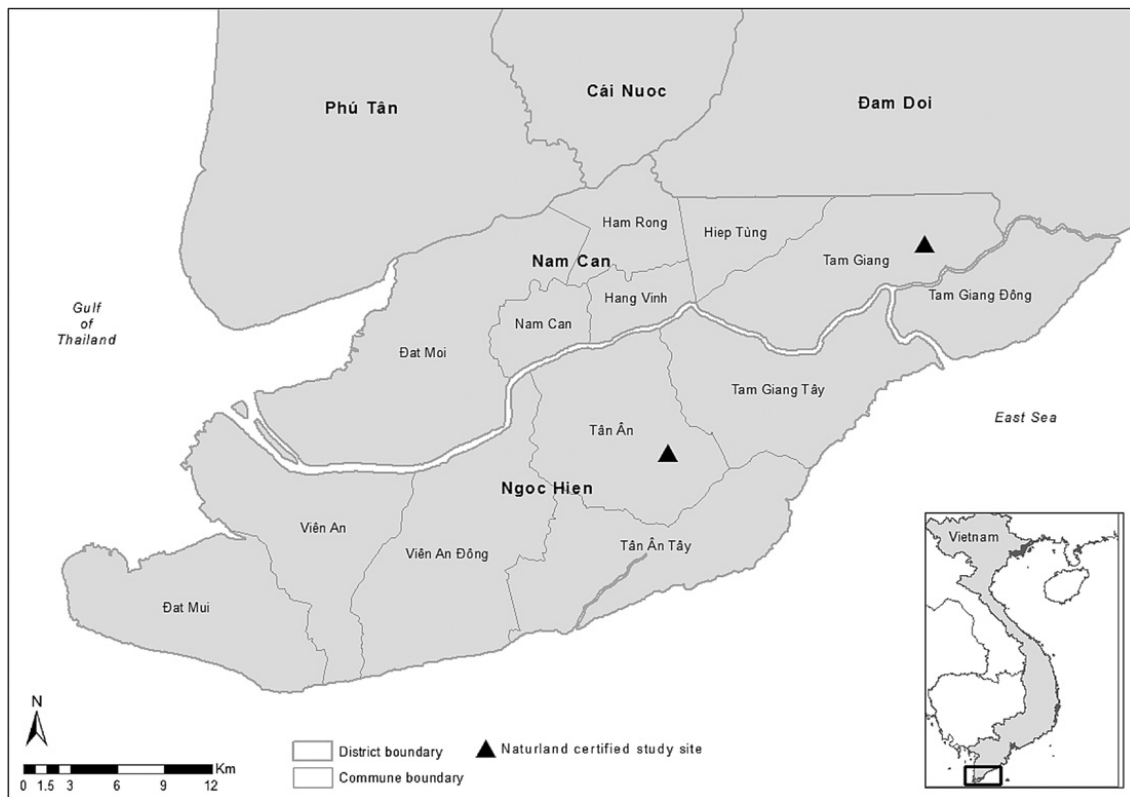 Cái Nuoc
Phú Tân
Đam Doi
Ham Rong
Hiep Tùng
Nam Can
Tam Giang
Tam Giang Đông
Hang Vinh
Gulf
of
Thailand
Nam Can
Đat Moi
Tam Giang Tây
East Sea
Tân Ân
Ngoc Hien
Viên An
Viên An Đông
Tân Ân Tây
Vietnam
Đat Mui
N
Km
0 1.5 3 6 9 12
District boundary
Commune boundary
Naturland certified study site